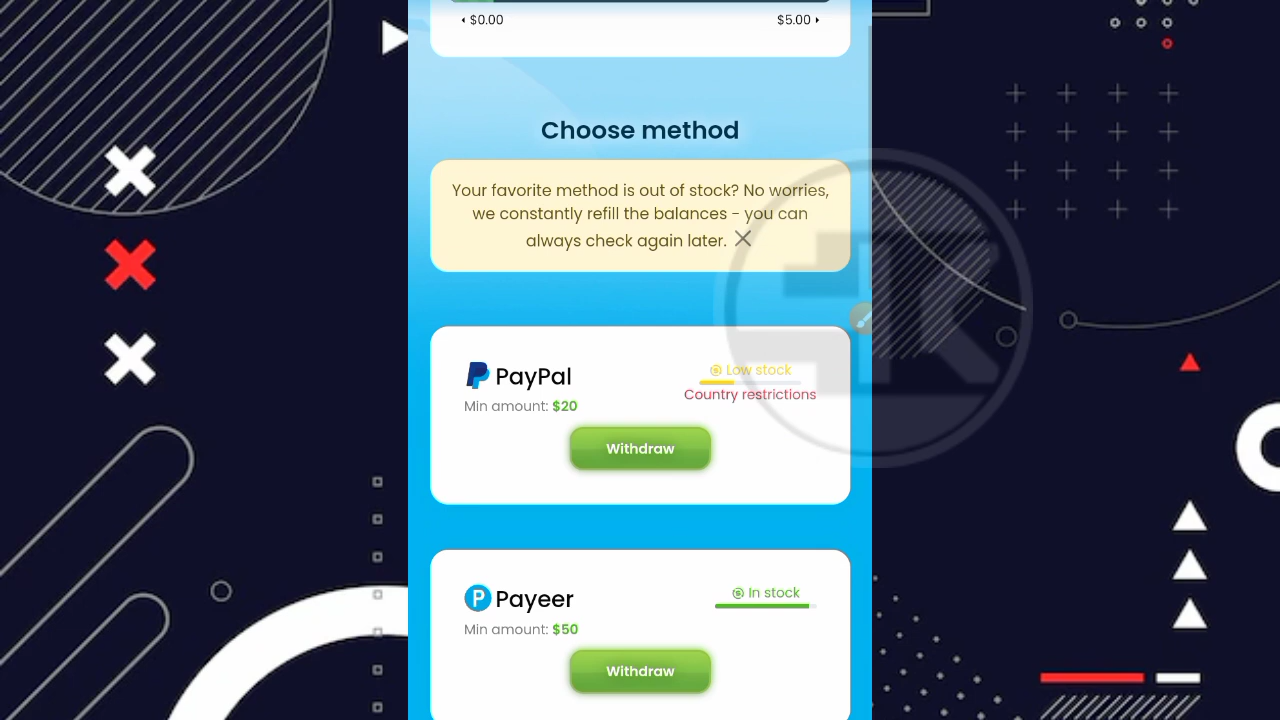 $0.00 $5.00
Choose method
Your favorite method is out of stock? No worries,
we constantly refill the balances - you can
always check again later.
PayPal
Low stock
Country restrictions
Min amount: $20
Withdraw
Payeer
In stock
Min amount: $50
Withdraw